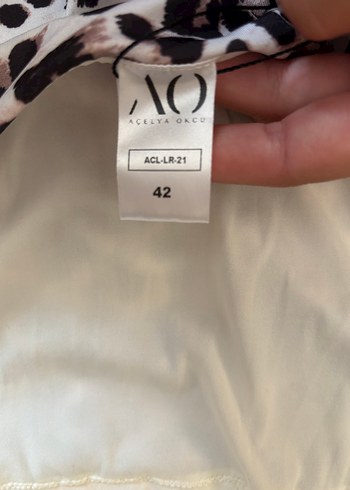 AO
AÇELYA OKCU
ACL-LR-21
42